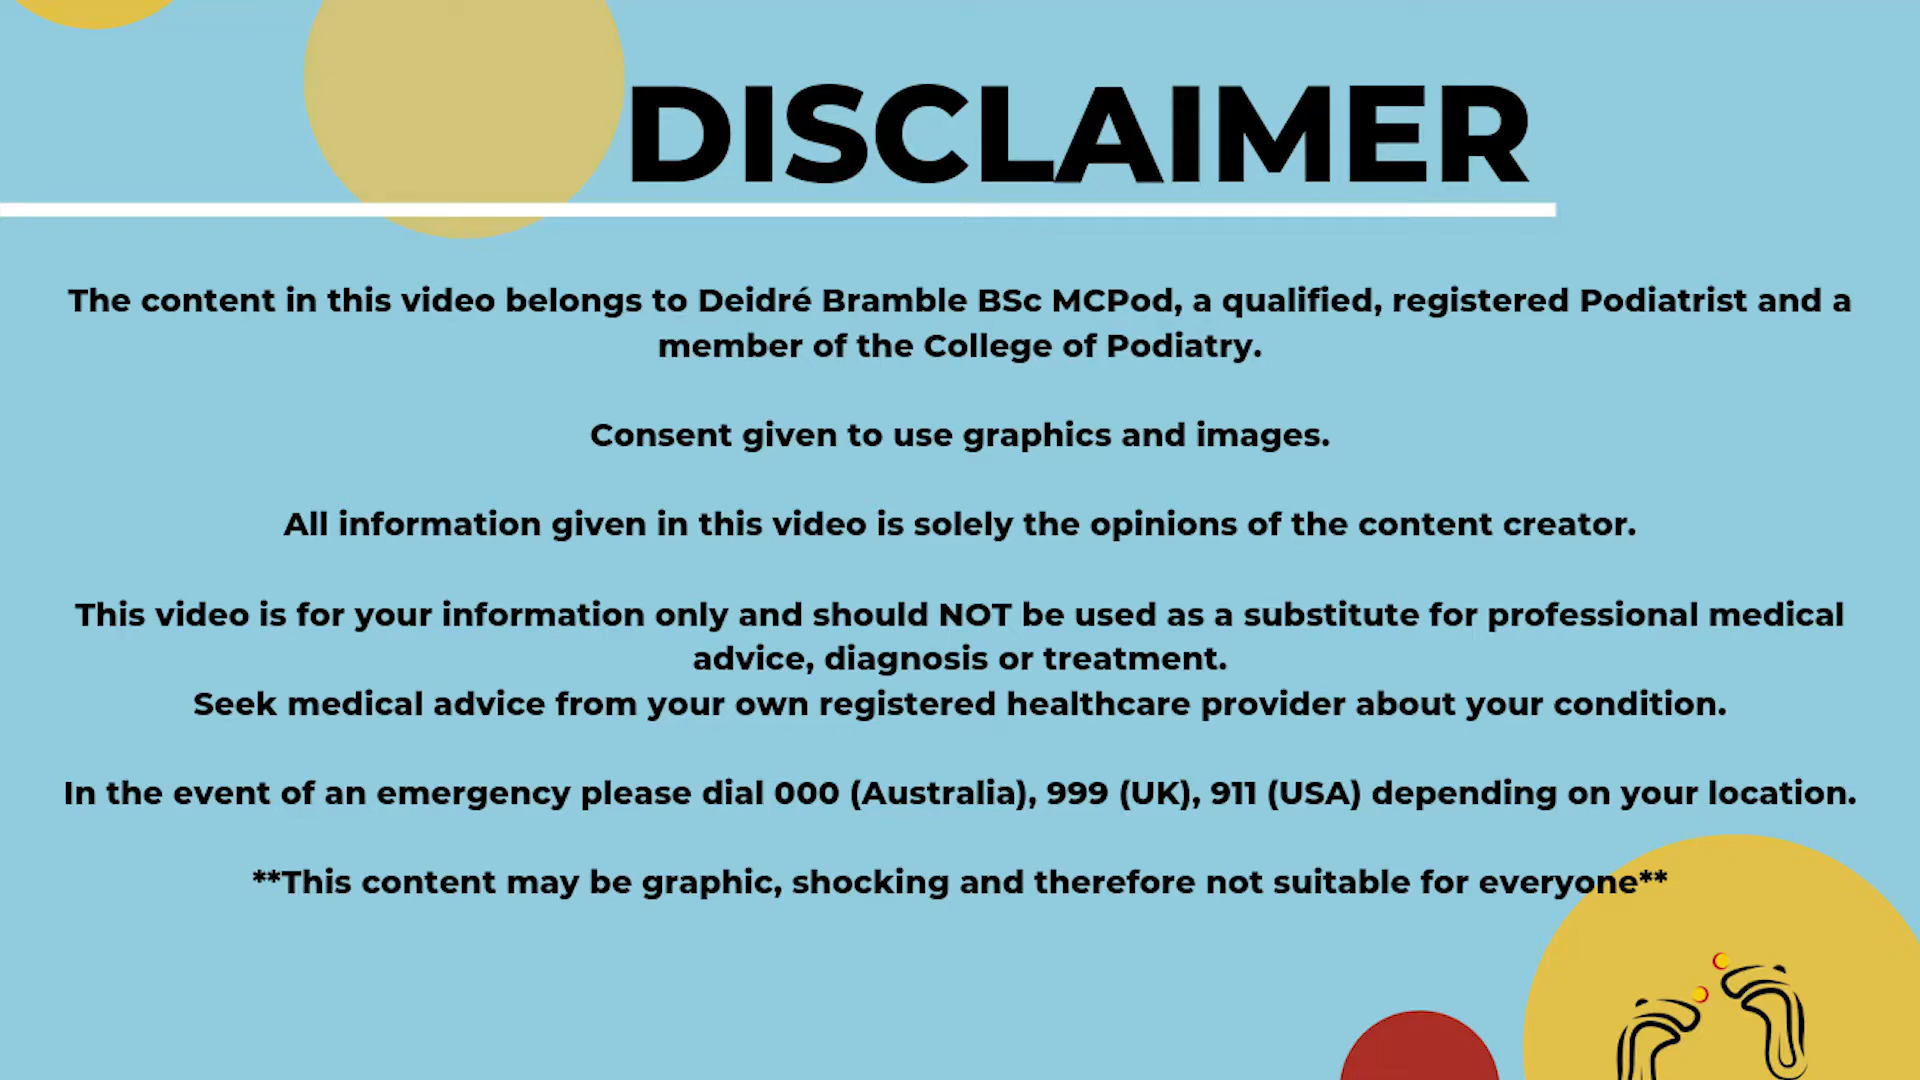 DISCLAIMER
The content in this video belongs to Deidré Bramble BSc MCPod, a qualified, registered Podiatrist and a
member of the College of Podiatry.
Consent given to use graphics and images.
All information given in this video is solely the opinions of the content creator.
This video is for your information only and should NOT be used as a substitute for professional medical
advice, diagnosis or treatment.
Seek medical advice from your own registered healthcare provider about your condition.
In the event of an emergency please dial 000 (Australia), 999 (UK), 911 (USA) depending on your location.
**This content may be graphic, shocking and therefore not suitable for everyone**